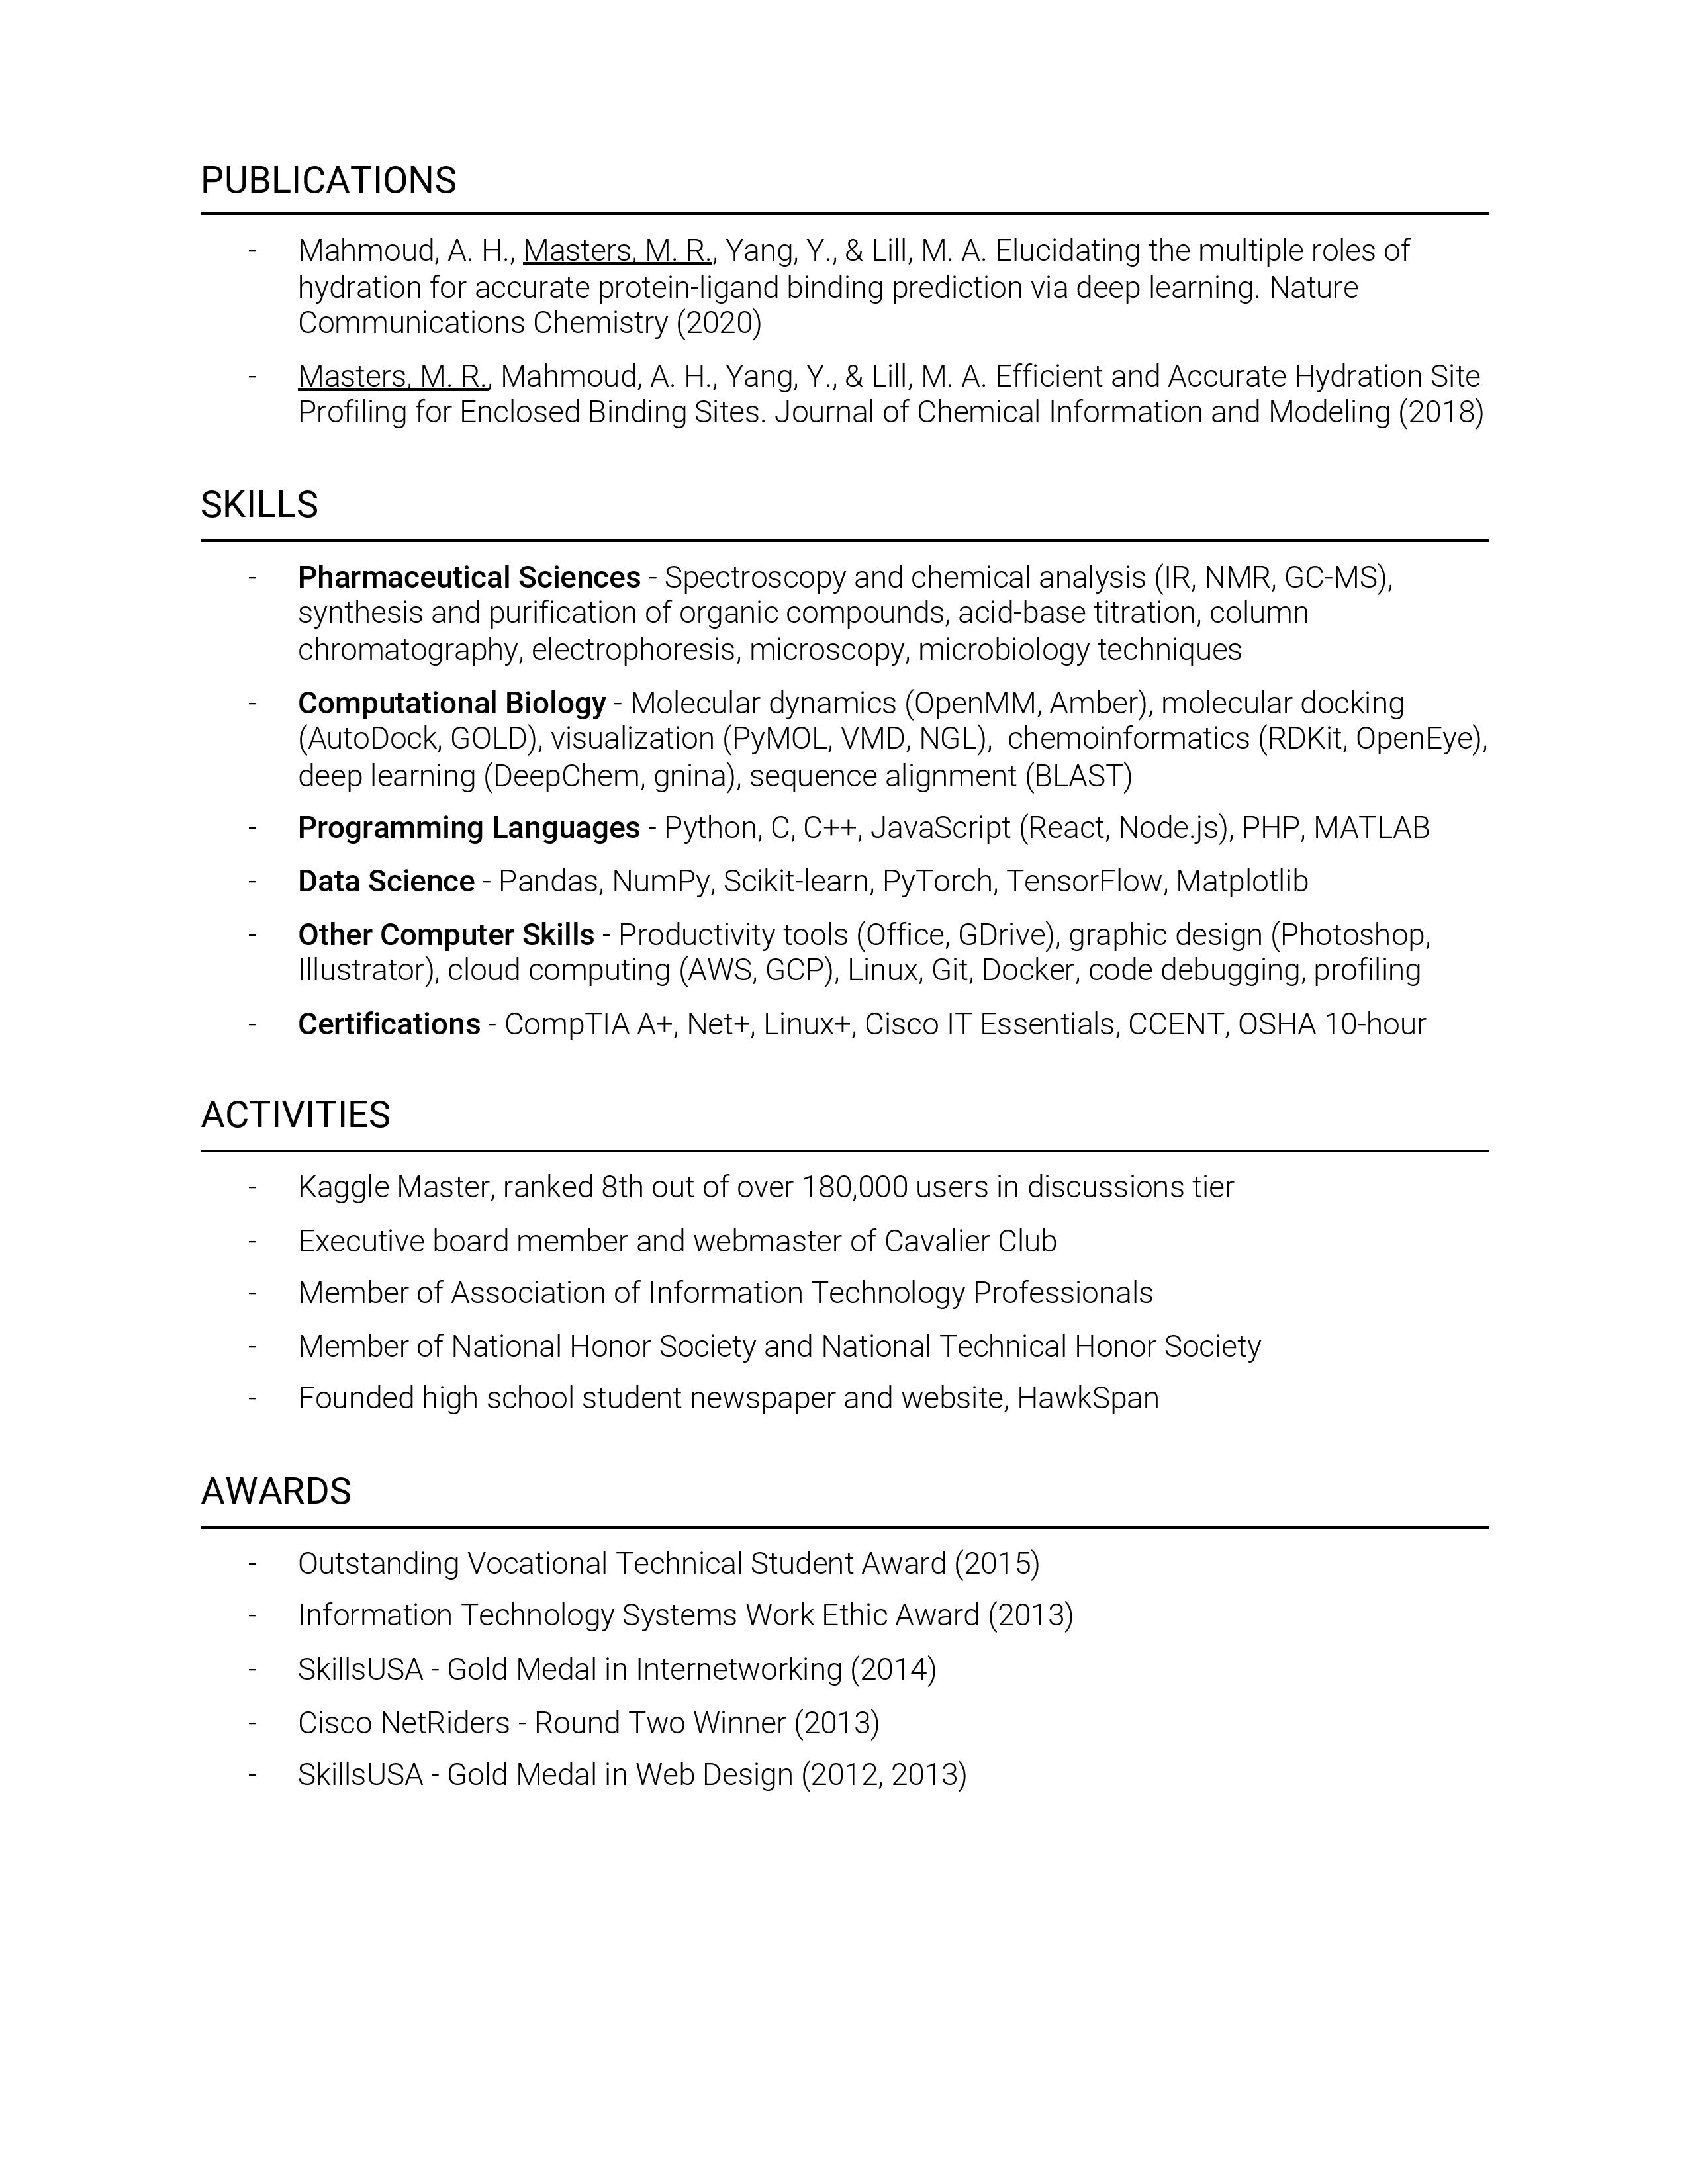 PUBLICATIONS
- Mahmoud, A. H., Masters, M. R., Yang, Y., & Lill, M. A. Elucidating the multiple roles of
hydration for accurate protein-ligand binding prediction via deep learning. Nature
Communications Chemistry (2020)
- Masters, M. R., Mahmoud, A. H., Yang, Y., & Lill, M. A. Efficient and Accurate Hydration Site
Profiling for Enclosed Binding Sites. Journal of Chemical Information and Modeling (2018)
SKILLS
- Pharmaceutical Sciences - Spectroscopy and chemical analysis (IR, NMR, GC-MS),
synthesis and purification of organic compounds, acid-base titration, column
chromatography, electrophoresis, microscopy, microbiology techniques
- Computational Biology - Molecular dynamics (OpenMM, Amber), molecular docking
(AutoDock, GOLD), visualization (PyMOL, VMD, NGL),  chemoinformatics (RDKit, OpenEye),
deep learning (DeepChem, gnina), sequence alignment (BLAST)
- Programming Languages - Python, C, C++, JavaScript (React, Node.js), PHP, MATLAB
- Data Science - Pandas, NumPy, Scikit-learn, PyTorch, TensorFlow, Matplotlib
- Other Computer Skills - Productivity tools (Office, GDrive), graphic design (Photoshop,
Illustrator), cloud computing (AWS, GCP), Linux, Git, Docker, code debugging, profiling
- Certifications - CompTIA A+, Net+, Linux+, Cisco IT Essentials, CCENT, OSHA 10-hour
ACTIVITIES
- Kaggle Master, ranked 8th out of over 180,000 users in discussions tier
- Executive board member and webmaster of Cavalier Club
- Member of Association of Information Technology Professionals
- Member of National Honor Society and National Technical Honor Society
- Founded high school student newspaper and website, HawkSpan
AWARDS
- Outstanding Vocational Technical Student Award (2015)
- Information Technology Systems Work Ethic Award (2013)
- SkillsUSA - Gold Medal in Internetworking (2014)
- Cisco NetRiders - Round Two Winner (2013)
- SkillsUSA - Gold Medal in Web Design (2012, 2013)